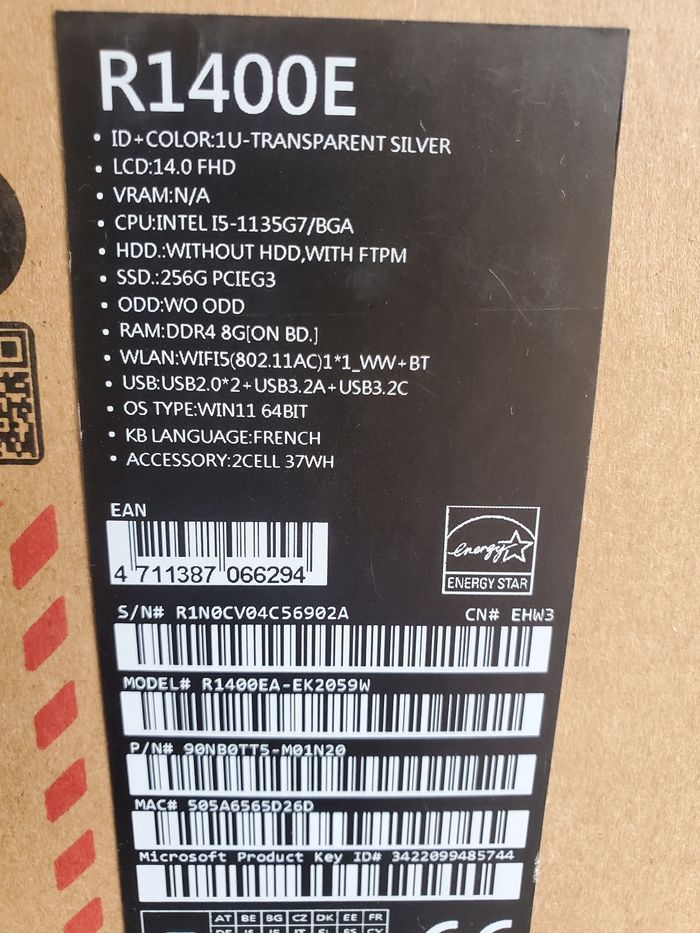 R1400E
• ID+COLOR:1U-TRANSPARENT SILVER
• LCD:14.0 FHD
• VRAM:N/A
• CPU:INTEL I5-1135G7/BGA
• HDD.:WITHOUT HDD,WITH FTPM
• SSD.:256G PCIEG3
• ODD:WO ODD
• RAM:DDR4 8G[ON BD.]
• WLAN:WIFI5(802.11AC)1*1_WW+BT
• USB:USB2.0*2+USB3.2A+USB3.2C
• OS TYPE:WIN11 64BIT
• KB LANGUAGE:FRENCH
• ACCESSORY:2CELL 37WH
EAN
4 711387 066294
energy
ENERGY STAR
S/N# R1N0CV04C56902A CN# EHW3
MODEL# R1400EA-EK2059W
P/N# 90NB0TT5-M01N20
MAC# 505A6565D26D
Microsoft Product Key ID# 3422099485744
AT BE BG CZ DK EE FR
CE